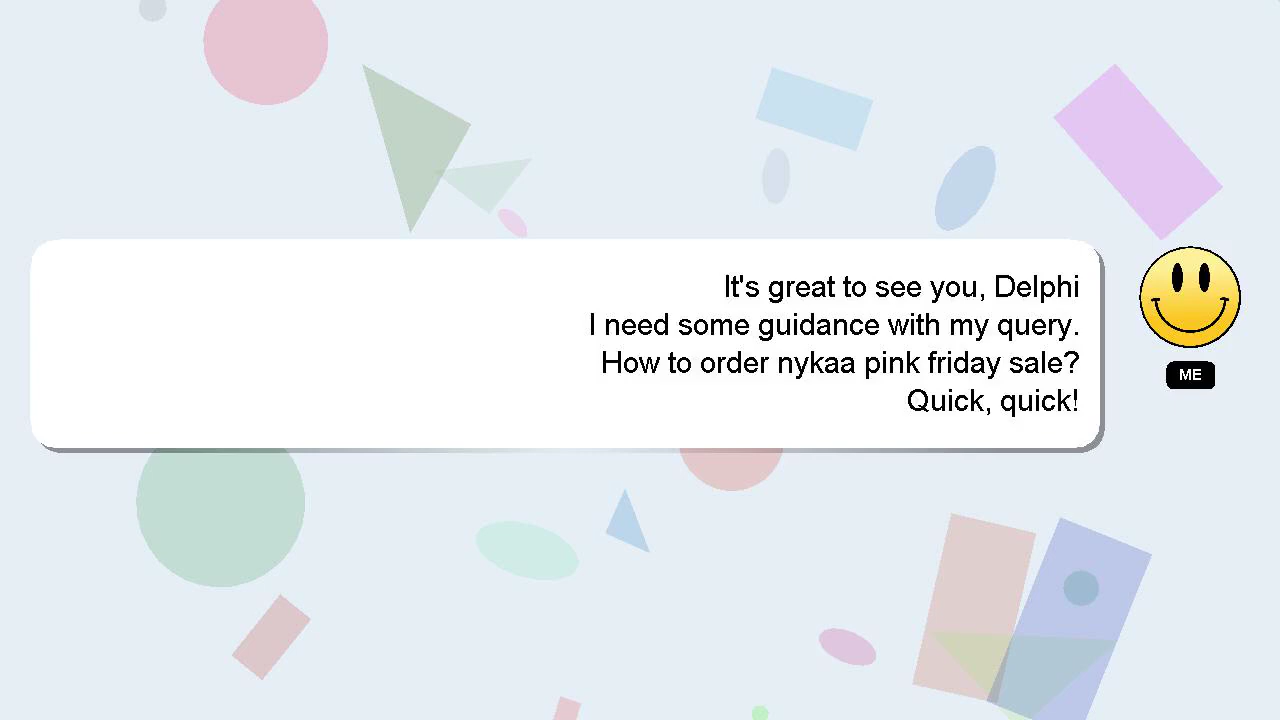 It's great to see you, Delphi
I need some guidance with my query.
How to order nykaa pink friday sale?
Quick, quick!
ME